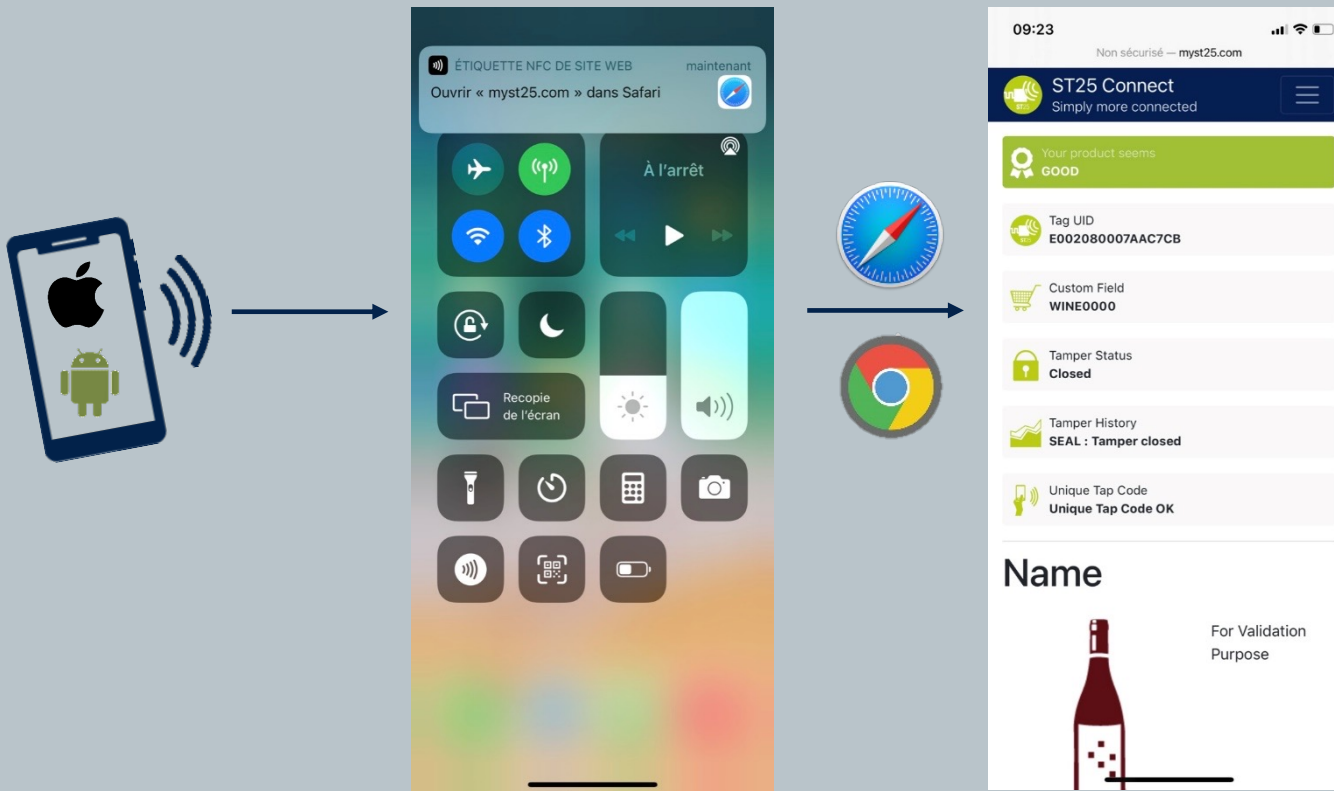 ÉTIQUETTE NFC DE SITE WEB maintenant
Ouvrir « myst25.com » dans Safari
À l'arrêt
Recopie
de l'écran
09:23
Non sécurisé — myst25.com
ST25 Connect
Simply more connected
Your product seems
GOOD
Tag UID
E002080007AAC7CB
Custom Field
WINE0000
Tamper Status
Closed
Tamper History
SEAL : Tamper closed
Unique Tap Code
Unique Tap Code OK
Name
For Validation
Purpose